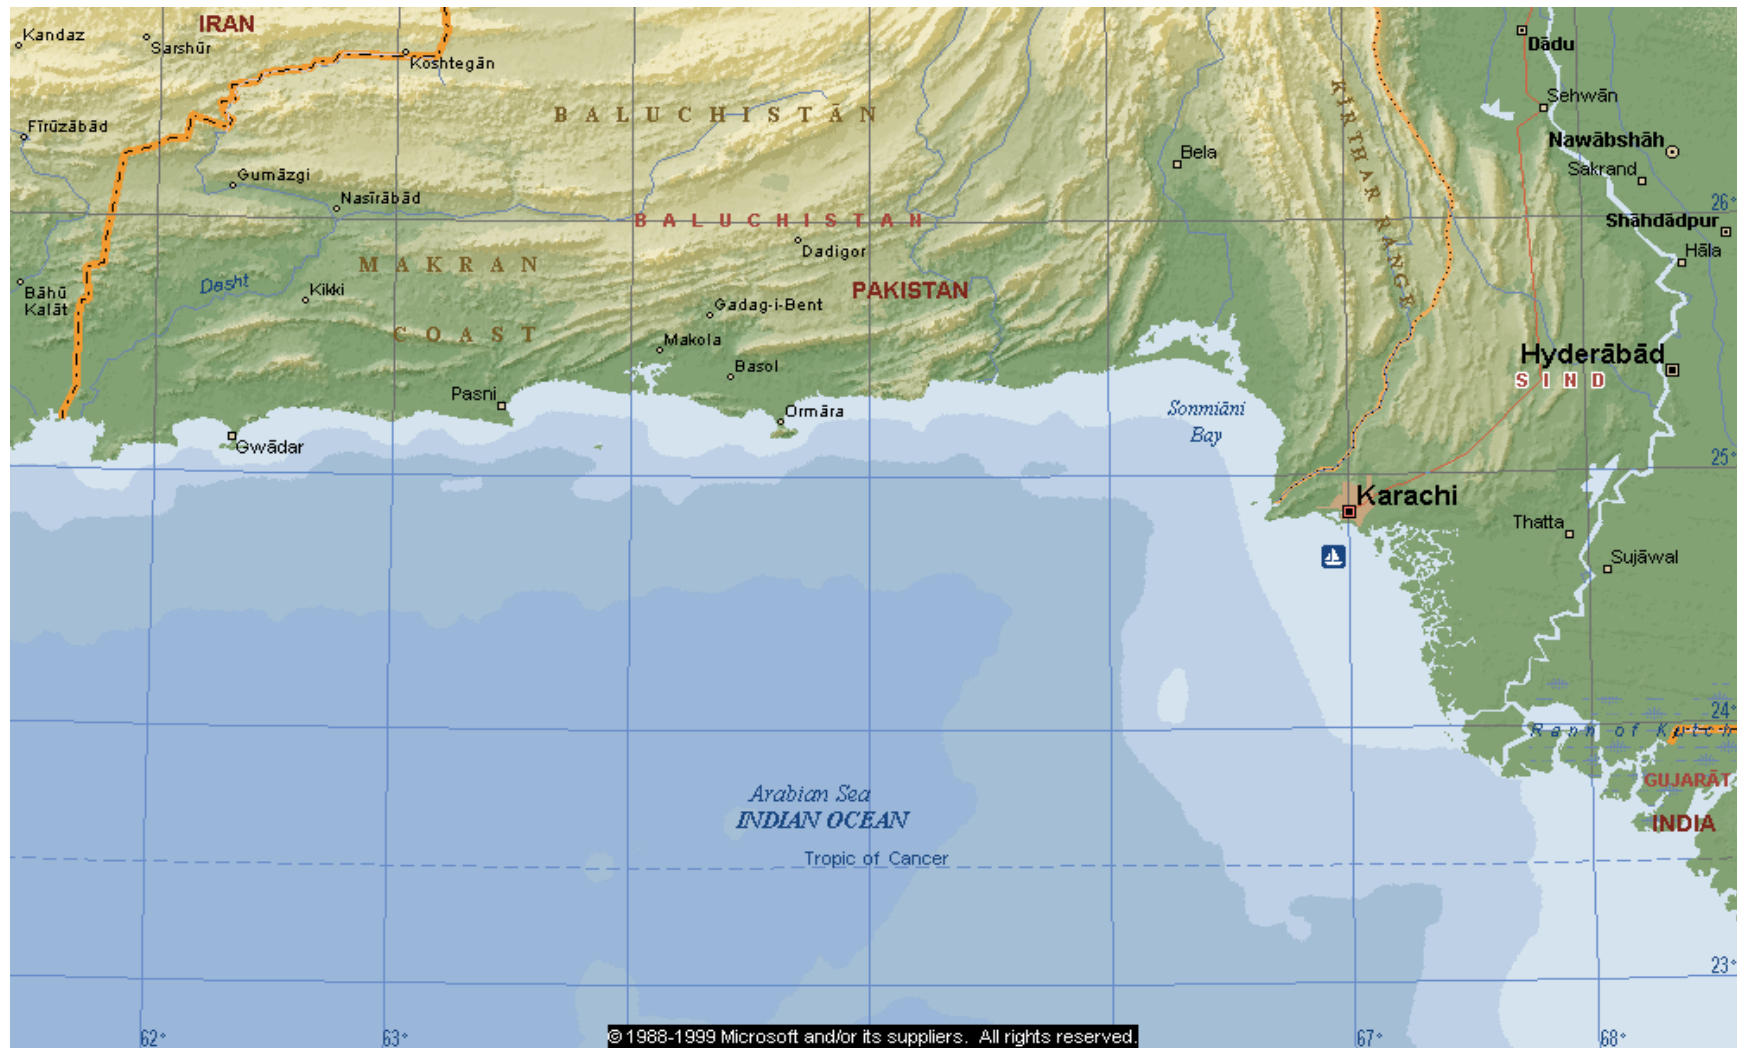 IRAN
Kandaz
Sarshūr
Koshtegān
Dādu
Sehwān
BALUCHISTĀN
KIRTHAR RANGE
Fīrūzābād
Nawābshāh
Bela
Sakrand
Gumāzgi
Nasīrābād
26°
BALUCHISTAN
Shāhdādpur
Dadigor
Hāla
MAKRAN
Dasht
Bāhū
Kalāt
Kikki
PAKISTAN
Gadag-i-Bent
COAST
Makola
Hyderābād
Basol
SIND
Pasni
Ormāra
Sonmiāni
Bay
Gwādar
25°
Karachi
Thatta
Sujāwal
24°
Rann of Kutch
GUJARĀT
Arabian Sea
INDIAN OCEAN
INDIA
Tropic of Cancer
23°
62°
63°
© 1988-1999 Microsoft and/or its suppliers. All rights reserved.
67°
68°